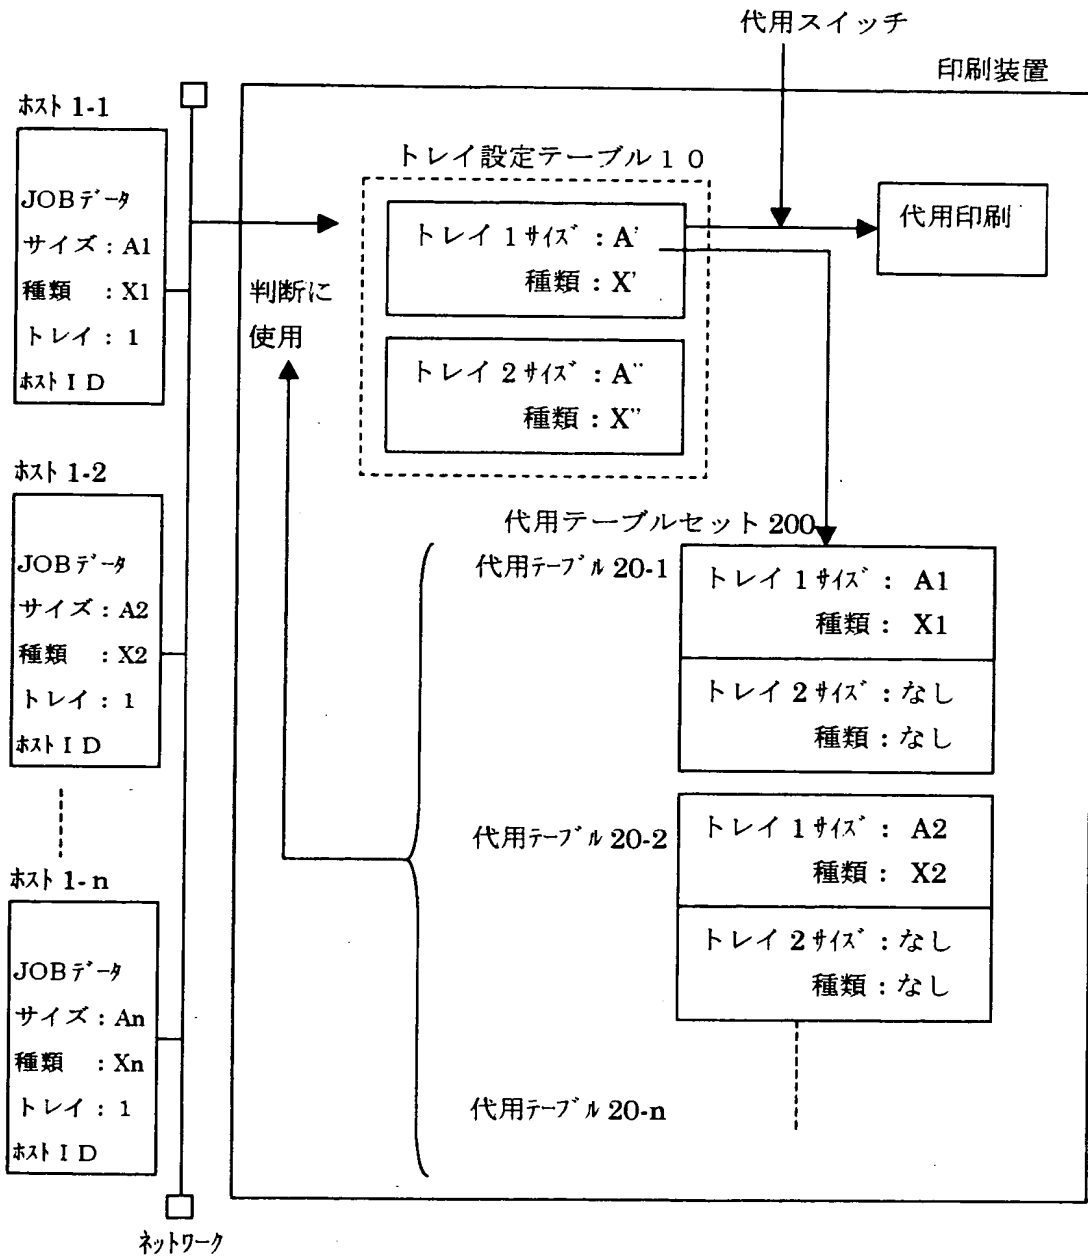 代用スイッチ
印刷装置
ホスト 1-1
JOBデータ
サイズ：A1
種類　：X1
トレイ：1
ホストＩＤ
ホスト 1-2
JOBデータ
サイズ：A2
種類　：X2
トレイ：1
ホストＩＤ
ホスト 1-n
JOBデータ
サイズ：An
種類　：Xn
トレイ：1
ホストＩＤ
ネットワーク
トレイ設定テーブル１０
トレイ 1 サイズ：A'
種類：X'
トレイ 2 サイズ：A"
種類：X"
代用印刷
判断に
使用
代用テーブルセット 200
代用テーブル 20-1
トレイ 1 サイズ：A1
種類：X1
トレイ 2 サイズ：なし
種類：なし
代用テーブル 20-2
トレイ 1 サイズ：A2
種類：X2
トレイ 2 サイズ：なし
種類：なし
代用テーブル 20-n